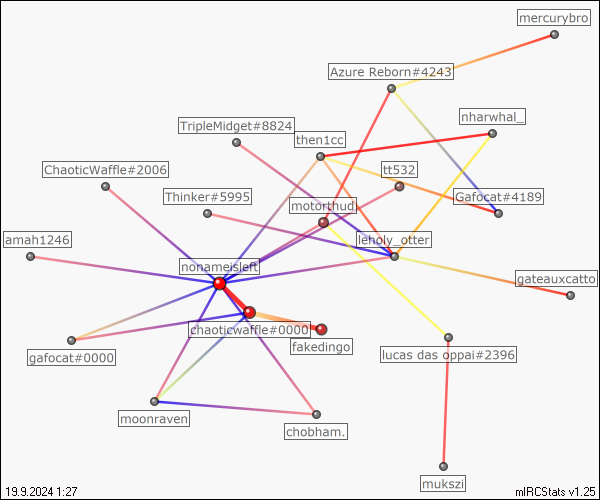 mercurybro
Azure Reborn#4243
nharwhal_
TripleMidget#8824
then1cc
ChaoticWaffle#2006
tt532
Thinker#5995
Gafocat#4189
motorthud
amah1246
leholy_otter
nonameisleft
gateauxcatto
chaoticwaffle#0000
fakedingo
gafocat#0000
lucas das oppai#2396
moonraven
chobham.
mukszi
19.9.2024 1:27
mIRCStats v1.25